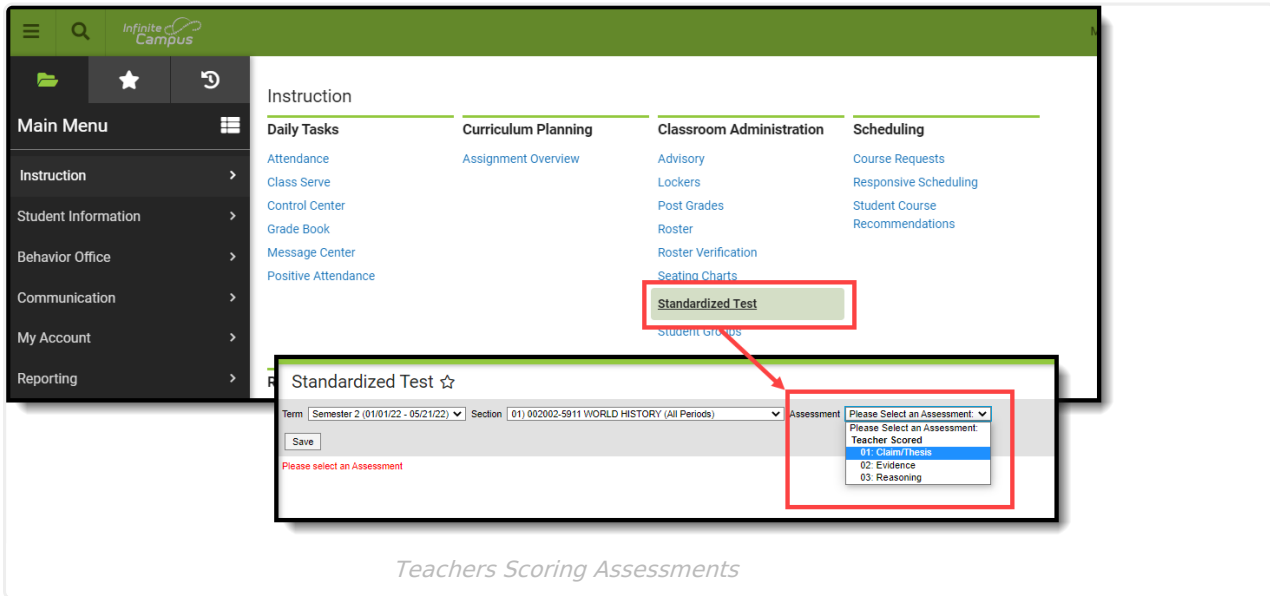 Infinite
Campus
M
Main Menu
Instruction
Student Information
Behavior Office
Communication
My Account
Reporting
Instruction
Daily Tasks
Attendance
Class Serve
Control Center
Grade Book
Message Center
Positive Attendance
Curriculum Planning
Assignment Overview
Classroom Administration
Advisory
Lockers
Post Grades
Roster
Roster Verification
Seating Charts
Standardized Test
Student Groups
Scheduling
Course Requests
Responsive Scheduling
Student Course
Recommendations
R
Standardized Test
Term Semester 2 (01/01/22 - 05/21/22) Section 01) 002002-5911 WORLD HISTORY (All Periods) Assessment Please Select an Assessment:
Please Select an Assessment:
Teacher Scored
01: Claim/Thesis
02: Evidence
03: Reasoning
Save
Please select an Assessment
Teachers Scoring Assessments